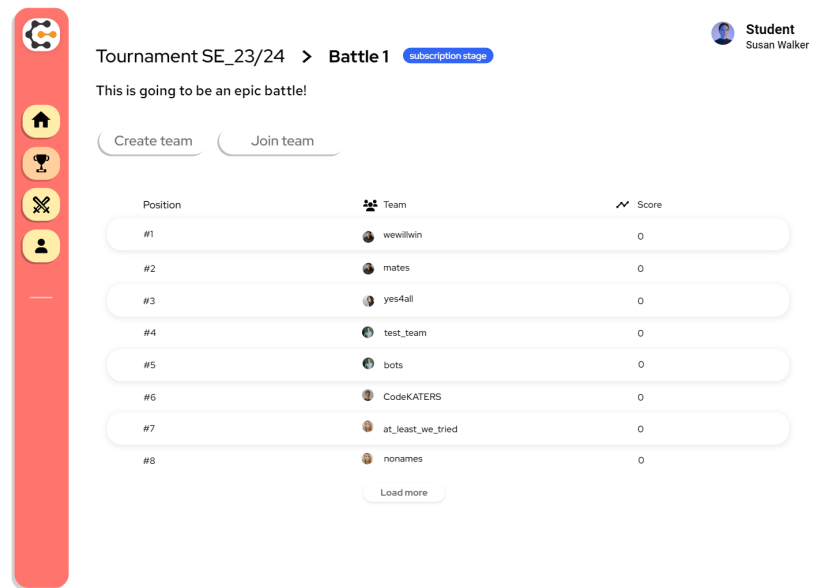 Student
Susan Walker
Tournament SE_23/24 > Battle 1 subscription stage
This is going to be an epic battle!
Create team Join team
Position Team Score
#1 wewillwin 0
#2 mates 0
#3 yes4all 0
#4 test_team 0
#5 bots 0
#6 CodeKATERS 0
#7 at_least_we_tried 0
#8 nonames 0
Load more